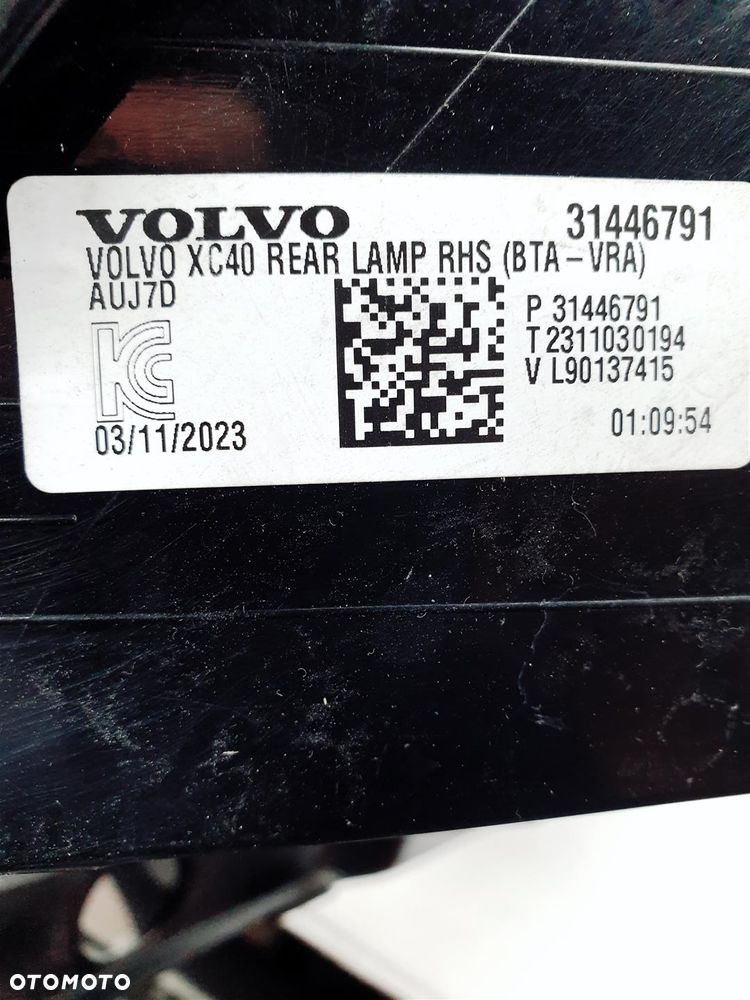 VOLVO 31446791
VOLVO XC40 REAR LAMP RHS (BTA-VRA)
AUJ7D
P 31446791
T 2311030194
V L90137415
KC
03/11/2023
01:09:54
OTOMOTO